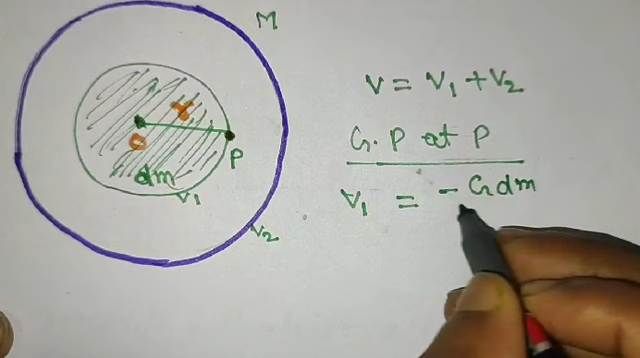 M
x
O
P
dm
V₁
V₂
V = V₁ + V₂
G.P at P
V₁ = - Gdm